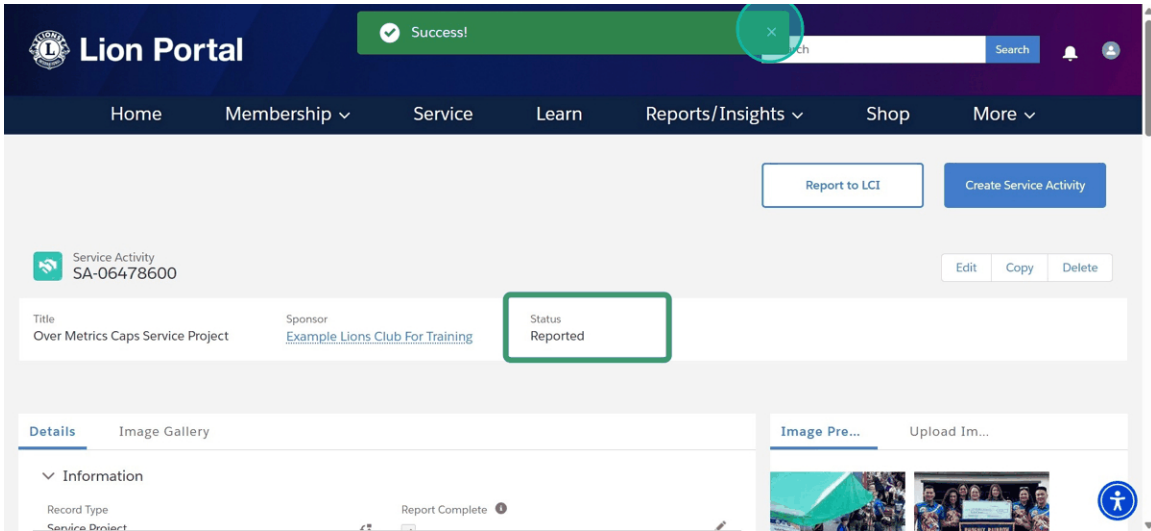 Success!
Lion Portal
Search
Home Membership Service Learn Reports/Insights Shop More
Report to LCI Create Service Activity
Service Activity
SA-06478600
Edit Copy Delete
Title Sponsor Status
Over Metrics Caps Service Project Example Lions Club For Training Reported
Details Image Gallery
Image Pre... Upload Im...
Information
Record Type Report Complete
Service Project